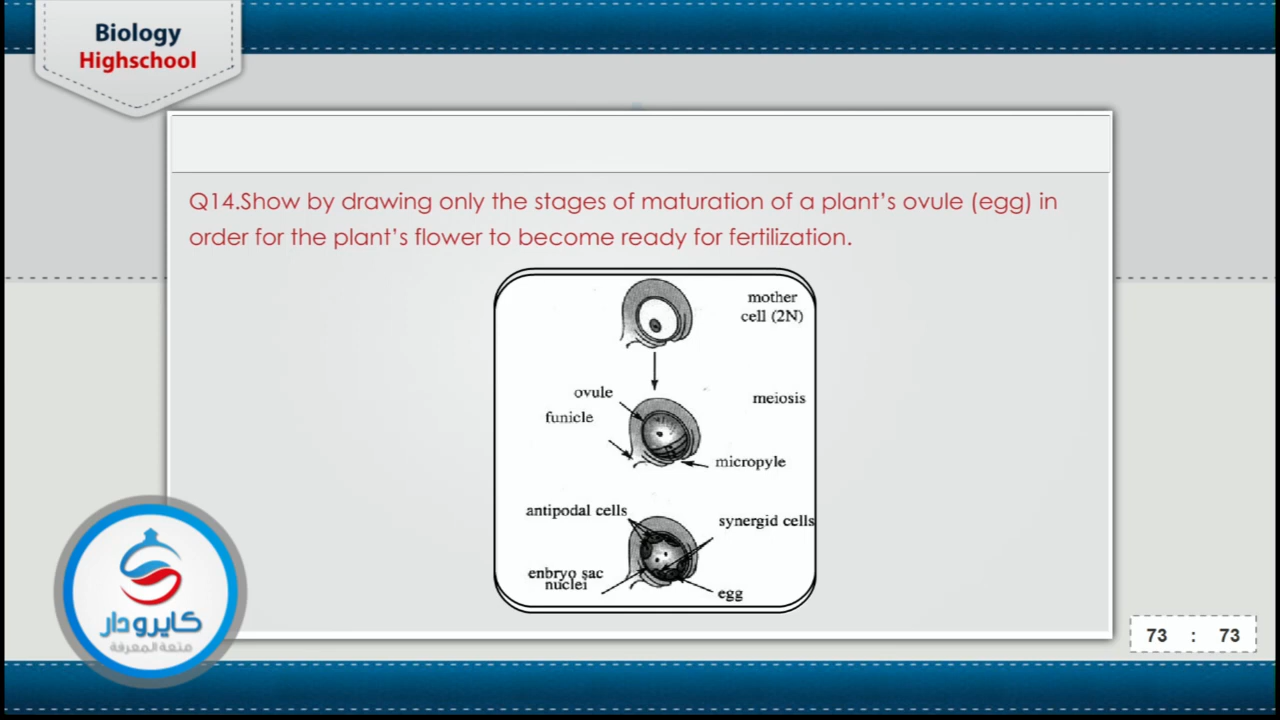 Biology
Highschool
Q14.Show by drawing only the stages of maturation of a plant's ovule (egg) in
order for the plant's flower to become ready for fertilization.
mother
cell (2N)
ovule
meiosis
funicle
micropyle
antipodal cells
synergid cells
enbryo sac
nuclei
egg
كايرودار
متعة المعرفة
73 : 73